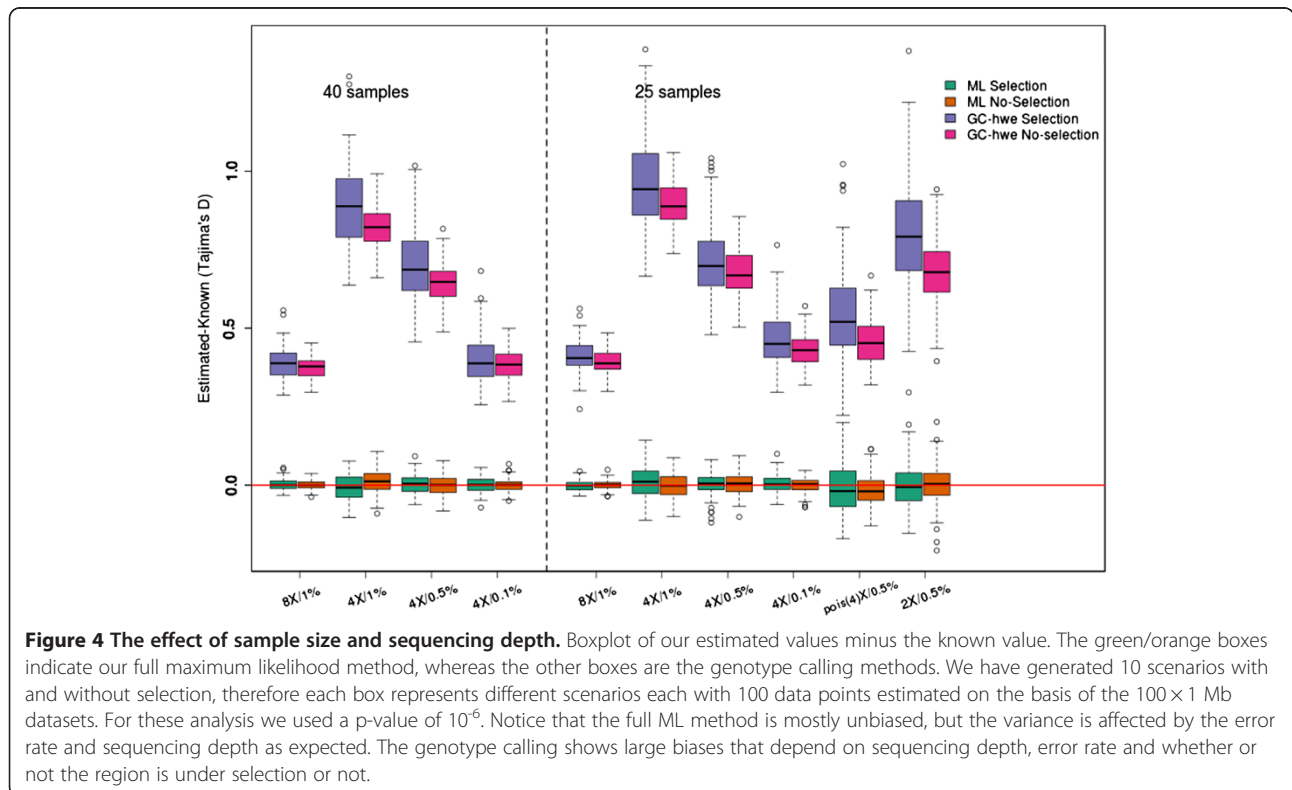 40 samples
25 samples
ML Selection
ML No-Selection
GC-hwe Selection
GC-hwe No-selection
Estimated-Known (Tajima's D)
1.0
0.5
0.0
8X/1%
4X/1%
4X/0.5%
4X/0.1%
8X/1%
4X/1%
4X/0.5%
4X/0.1%
pois(4)X/0.5%
2X/0.5%
Figure 4 The effect of sample size and sequencing depth. Boxplot of our estimated values minus the known value. The green/orange boxes
indicate our full maximum likelihood method, whereas the other boxes are the genotype calling methods. We have generated 10 scenarios with
and without selection, therefore each box represents different scenarios each with 100 data points estimated on the basis of the 100 × 1 Mb
datasets. For these analysis we used a p-value of 10⁻⁶. Notice that the full ML method is mostly unbiased, but the variance is affected by the error
rate and sequencing depth as expected. The genotype calling shows large biases that depend on sequencing depth, error rate and whether or
not the region is under selection or not.